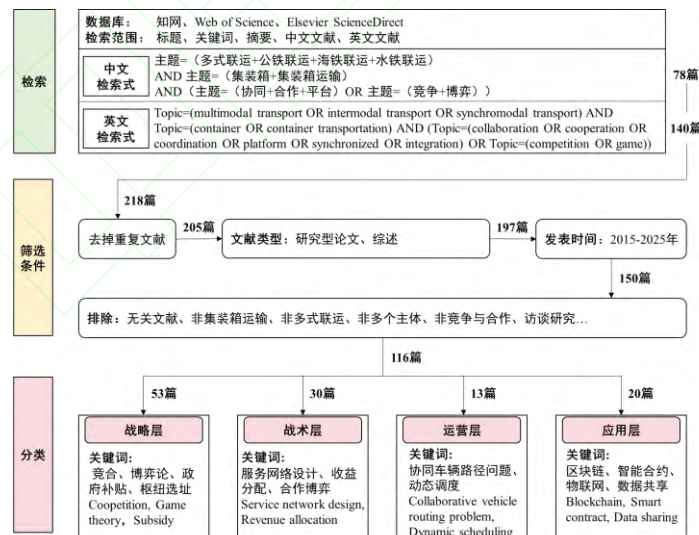 检索
数据库： 知网、Web of Science、Elsevier ScienceDirect
检索范围：标题、关键词、摘要、中文文献、英文文献
中文
检索式
主题=（多式联运+公铁联运+海铁联运+水铁联运）
AND 主题=（集装箱+集装箱运输）
AND（主题=（协同+合作+平台）OR 主题=（竞争+博弈））
78篇
英文
检索式
Topic=(multimodal transport OR intermodal transport OR synchromodal transport) AND
Topic=(container OR container transportation) AND (Topic=(collaboration OR cooperation OR
coordination OR platform OR synchronized OR integration) OR Topic=(competition OR game))
140篇
筛选
条件
218篇
去掉重复文献
205篇
文献类型：研究型论文、综述
197篇
发表时间：2015-2025年
150篇
排除：无关文献、非集装箱运输、非多式联运、非多个主体、非竞争与合作、访谈研究...
116篇
分类
53篇
30篇
13篇
20篇
战略层
关键词：
竞合、博弈论、政
府补贴、枢纽选址
Coopetition, Game
theory，Subsidy
战术层
关键词：
服务网络设计、收益
分配、合作博弈
Service network design,
Revenue allocation
运营层
关键词：
协同车辆路径问题、
动态调度
Collaborative vehicle
routing problem,
Dynamic scheduling
应用层
关键词：
区块链、智能合约、
物联网、数据共享
Blockchain, Smart
contract, Data sharing